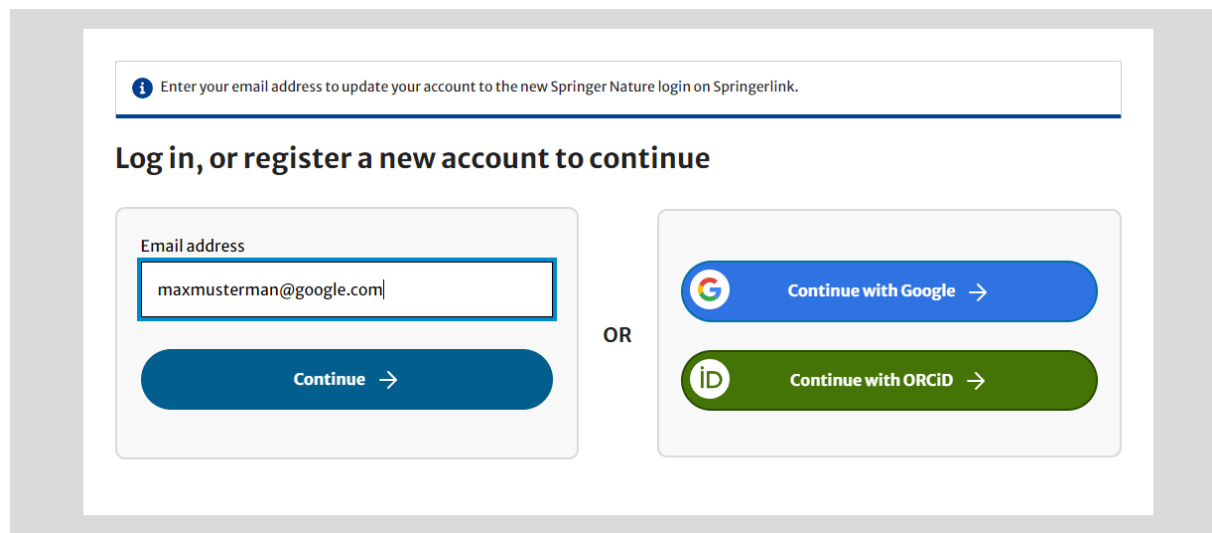 Enter your email address to update your account to the new Springer Nature login on Springerlink.
Log in, or register a new account to continue
Email address
maxmusterman@google.com
Continue →
OR
G Continue with Google →
iD Continue with ORCiD →